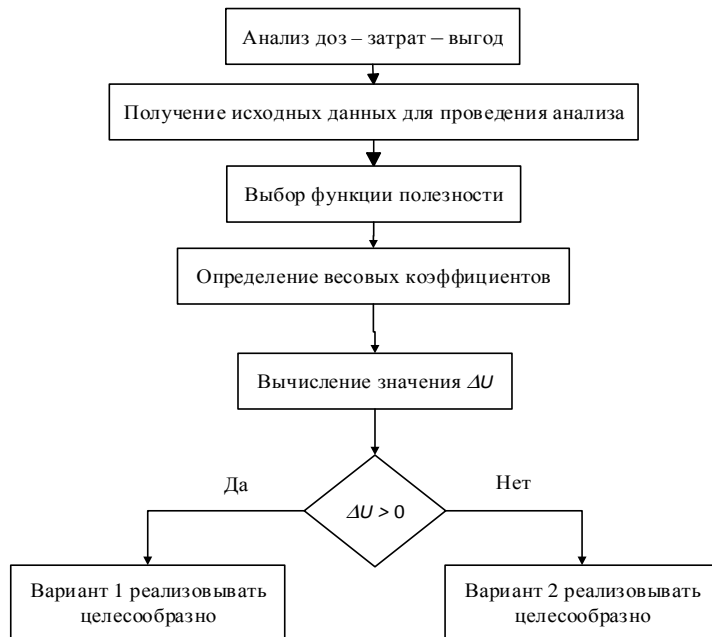 Анализ доз – затрат – выгод
Получение исходных данных для проведения анализа
Выбор функции полезности
Определение весовых коэффициентов
Вычисление значения ΔU
Да
Нет
ΔU > 0
Вариант 1 реализовывать
целесообразно
Вариант 2 реализовывать
целесообразно